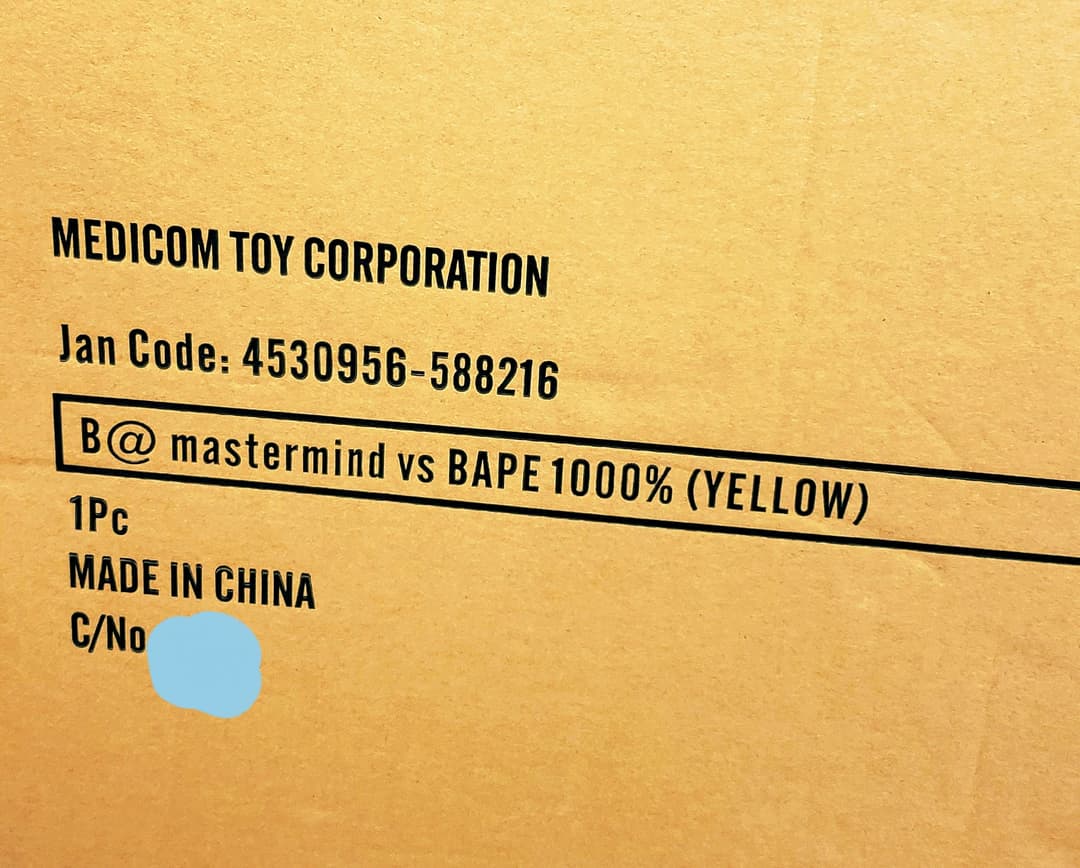 MEDICOM TOY CORPORATION
Jan Code: 4530956-588216
B@ mastermind vs BAPE 1000% (YELLOW)
1Pc
MADE IN CHINA
C/No